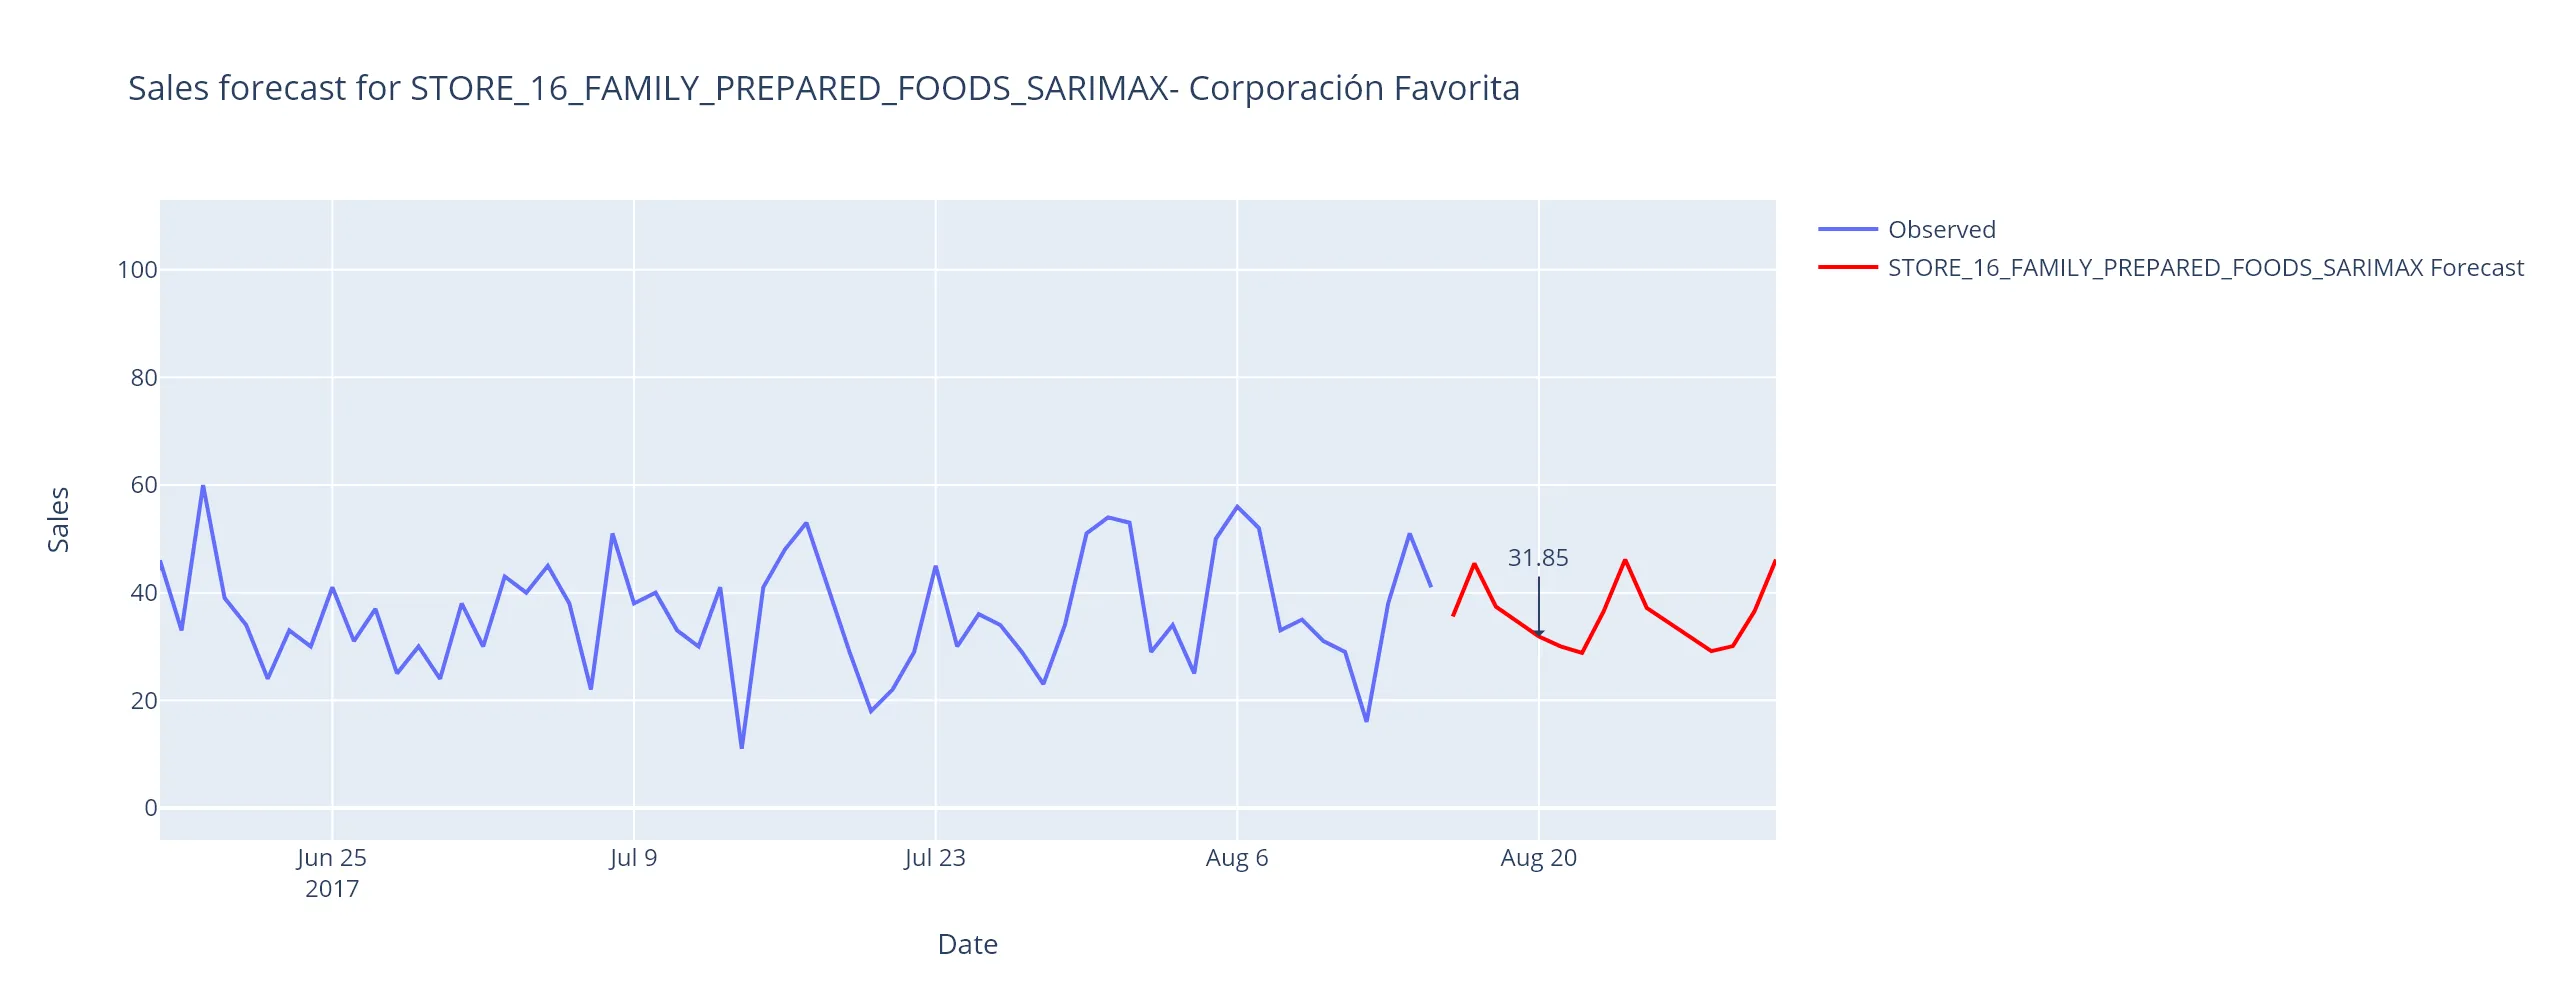 Sales forecast for STORE_16_FAMILY_PREPARED_FOODS_SARIMAX- Corporación Favorita
Observed
STORE_16_FAMILY_PREPARED_FOODS_SARIMAX Forecast
100
80
60
40
20
0
Sales
31.85
Jun 25
2017
Jul 9
Jul 23
Aug 6
Aug 20
Date